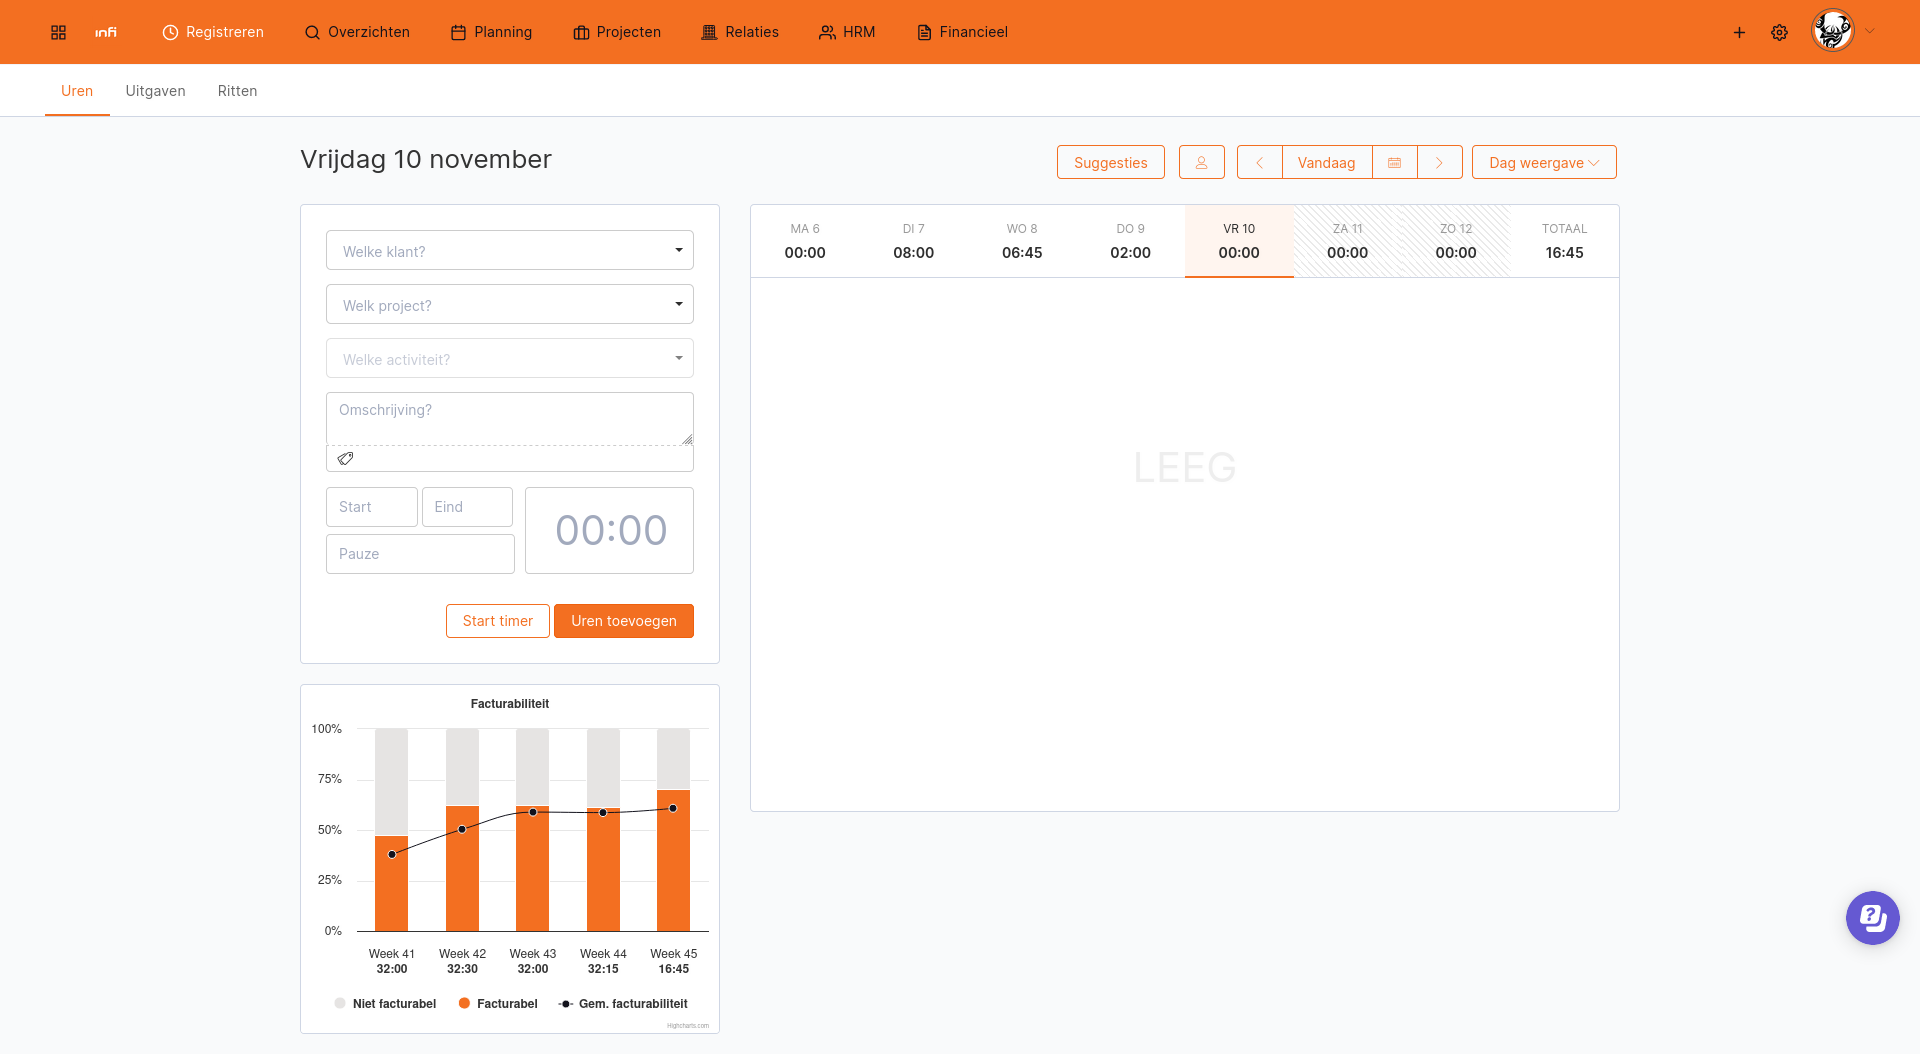 infi Registreren Overzichten Planning Projecten Relaties HRM Financieel
Uren Uitgaven Ritten
Vrijdag 10 november
Suggesties Vandaag Dag weergave
Welke klant?
Welk project?
Welke activiteit?
Omschrijving?
Start Eind
00:00
Pauze
Start timer Uren toevoegen
MA 6 DI 7 WO 8 DO 9 VR 10 ZA 11 ZO 12 TOTAAL
00:00 08:00 06:45 02:00 00:00 00:00 00:00 16:45
LEEG
Facturabiliteit
100%
75%
50%
25%
0%
Week 41 Week 42 Week 43 Week 44 Week 45
32:00 32:30 32:00 32:15 16:45
Niet facturabel Facturabel Gem. facturabiliteit
Highcharts.com
?